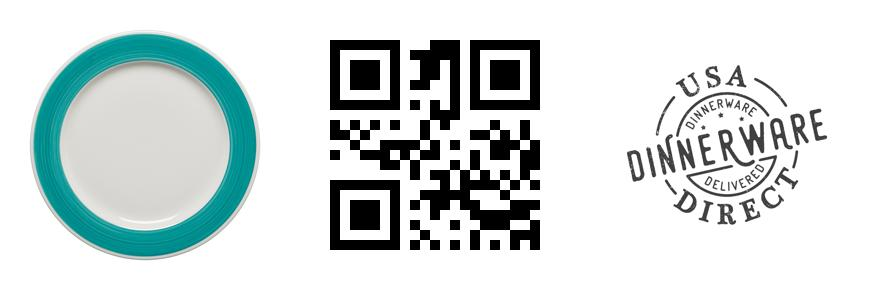 USA
DINNERWARE
DINNERWARE
DELIVERED
DIRECT